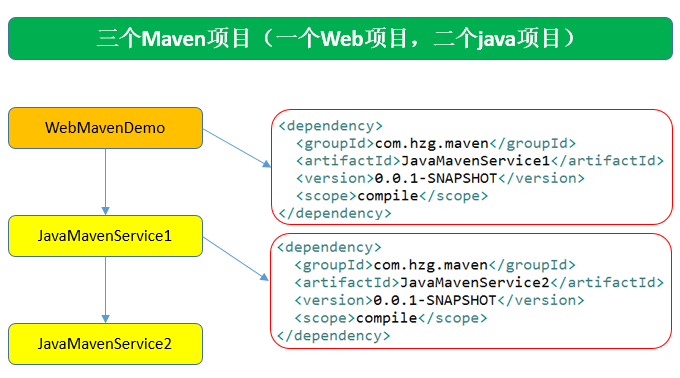 三个Maven项目（一个Web项目，二个java项目）
WebMavenDemo
<dependency>
<groupId>com.hzg.maven</groupId>
<artifactId>JavaMavenService1</artifactId>
<version>0.0.1-SNAPSHOT</version>
<scope>compile</scope>
</dependency>
JavaMavenService1
<dependency>
<groupId>com.hzg.maven</groupId>
<artifactId>JavaMavenService2</artifactId>
<version>0.0.1-SNAPSHOT</version>
<scope>compile</scope>
</dependency>
JavaMavenService2